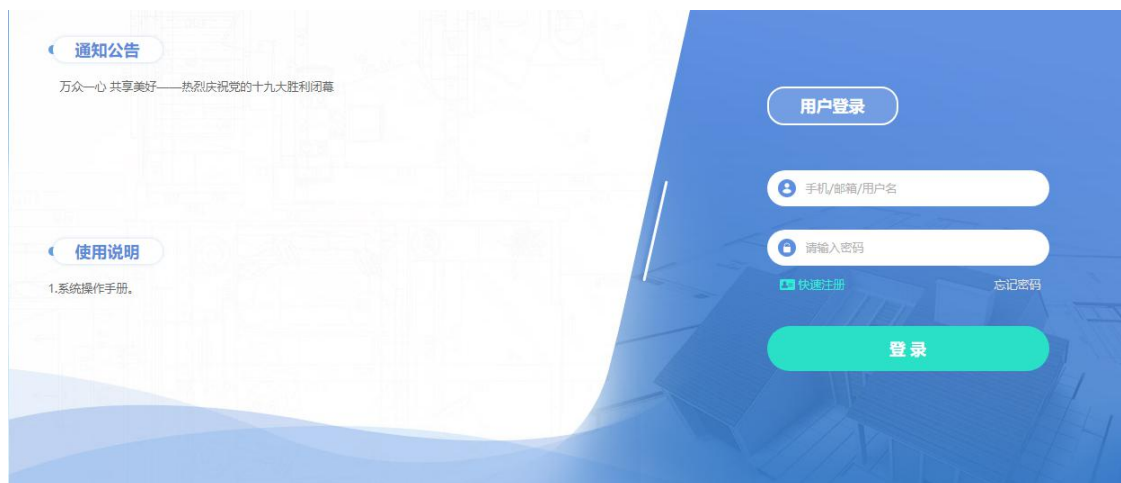 通知公告
万众一心 共享美好——热烈庆祝党的十九大胜利闭幕
使用说明
1.系统操作手册。
用户登录
手机/邮箱/用户名
请输入密码
快速注册 忘记密码
登录